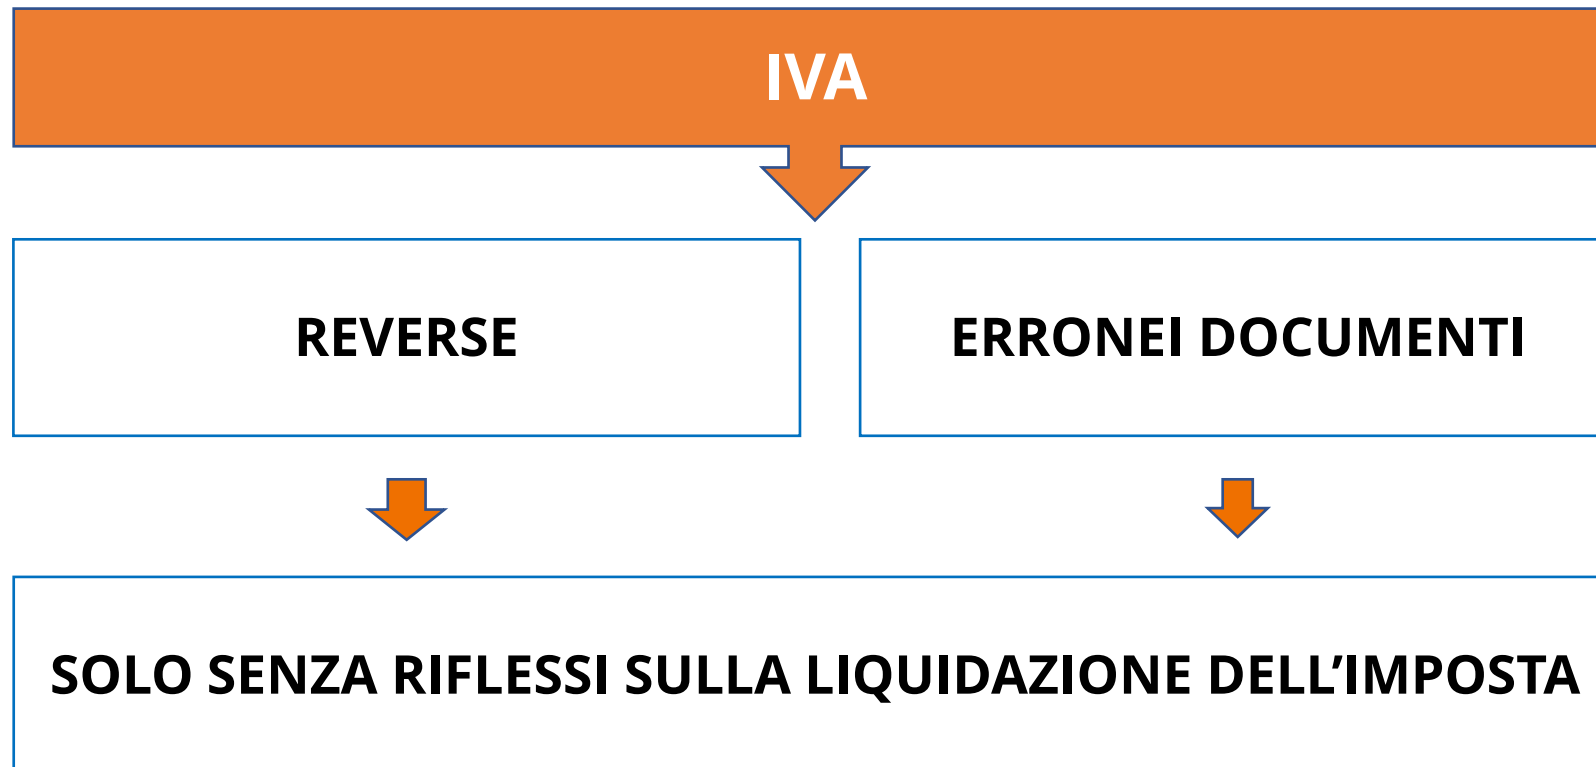 IVA
REVERSE
ERRONEI DOCUMENTI
SOLO SENZA RIFLESSI SULLA LIQUIDAZIONE DELL’IMPOSTA